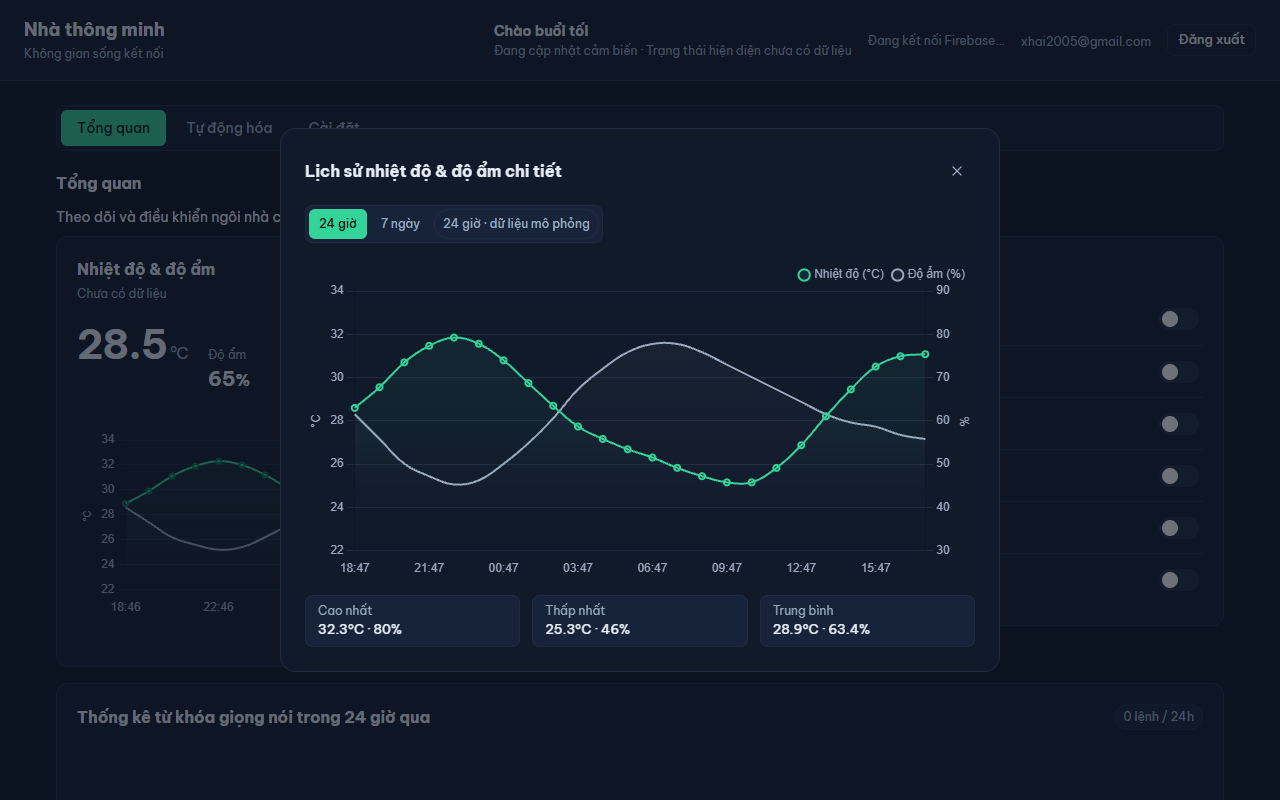 Nhà thông minh
Không gian sống kết nối
Chào buổi tối
Đang cập nhật cảm biến · Trạng thái hiện diện chưa có dữ liệu
Đang kết nối Firebase...
xhai2005@gmail.com
Đăng xuất
Tổng quan
Tự động hóa
Cài đặt
Tổng quan
Theo dõi và điều khiển ngôi nhà c
Nhiệt độ & độ ẩm
Chưa có dữ liệu
28.5°C
Độ ẩm
65%
34
32
30
28
26
24
22
°C
18:46
22:46
Lịch sử nhiệt độ & độ ẩm chi tiết
×
24 giờ
7 ngày
24 giờ · dữ liệu mô phỏng
Nhiệt độ (°C)
Độ ẩm (%)
34
32
30
28
26
24
22
°C
90
80
70
60
50
40
30
%
18:47
21:47
00:47
03:47
06:47
09:47
12:47
15:47
Cao nhất
32.3°C · 80%
Thấp nhất
25.3°C · 46%
Trung bình
28.9°C · 63.4%
Thống kê từ khóa giọng nói trong 24 giờ qua
0 lệnh / 24h